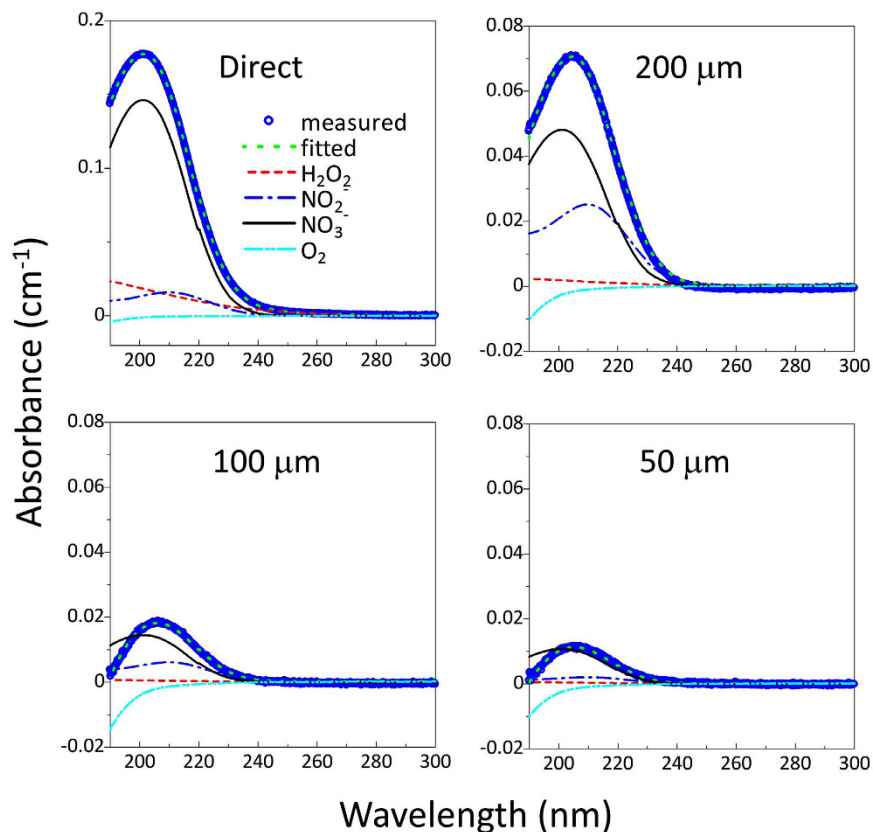 Absorbance (cm⁻¹)
Direct
measured
fitted
H₂O₂
NO₂⁻
NO₃⁻
O₂
0.2
0.1
0
200 220 240 260 280 300
200 μm
0.08
0.06
0.04
0.02
0
-0.02
200 220 240 260 280 300
100 μm
0.08
0.06
0.04
0.02
0
-0.02
200 220 240 260 280 300
50 μm
0.08
0.06
0.04
0.02
0
-0.02
200 220 240 260 280 300
Wavelength (nm)